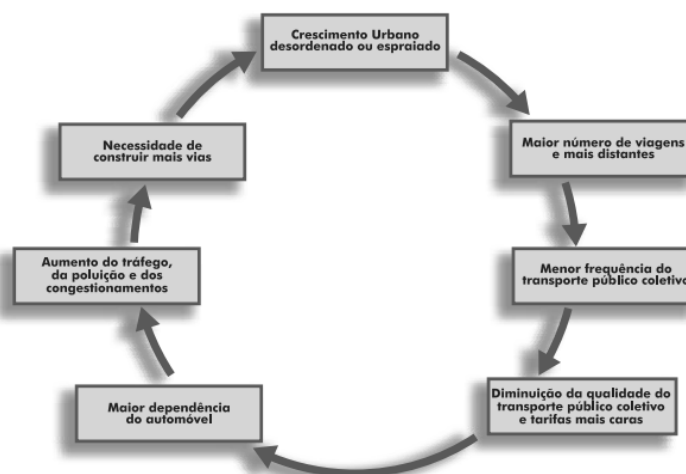 Crescimento Urbano
desordenado ou espraiado
Maior número de viagens
e mais distantes
Menor frequência do
transporte público coletivo
Diminuição da qualidade do
transporte público coletivo
e tarifas mais caras
Maior dependência
do automóvel
Aumento do tráfego,
da poluição e dos
congestionamentos
Necessidade de
construir mais vias